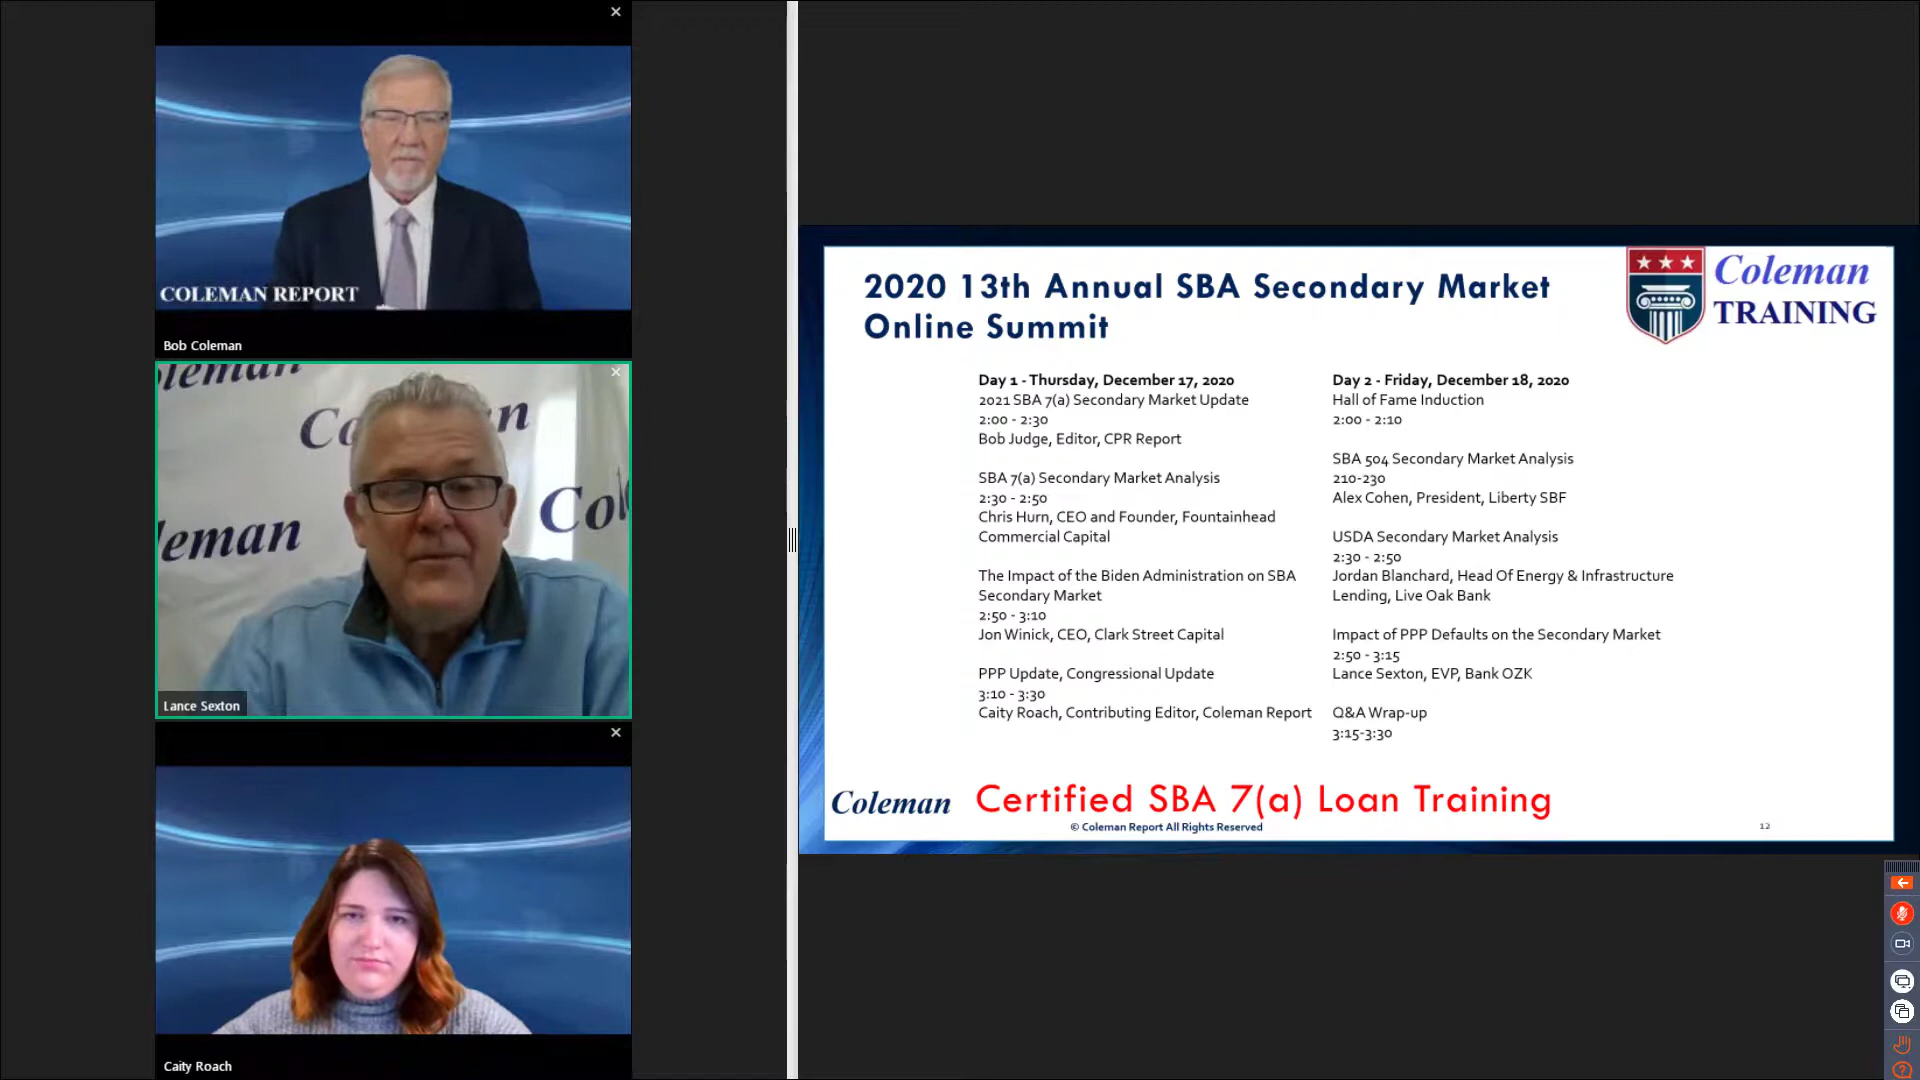 COLEMAN REPORT
Bob Coleman
Coleman
Coleman
Lance Sexton
Caity Roach
2020 13th Annual SBA Secondary Market
Online Summit
Coleman
TRAINING
Day 1 - Thursday, December 17, 2020
2021 SBA 7(a) Secondary Market Update
2:00 - 2:30
Bob Judge, Editor, CPR Report
SBA 7(a) Secondary Market Analysis
2:30 - 2:50
Chris Hurn, CEO and Founder, Fountainhead
Commercial Capital
The Impact of the Biden Administration on SBA
Secondary Market
2:50 - 3:10
Jon Winick, CEO, Clark Street Capital
PPP Update, Congressional Update
3:10 - 3:30
Caity Roach, Contributing Editor, Coleman Report
Day 2 - Friday, December 18, 2020
Hall of Fame Induction
2:00 - 2:10
SBA 504 Secondary Market Analysis
210-230
Alex Cohen, President, Liberty SBF
USDA Secondary Market Analysis
2:30 - 2:50
Jordan Blanchard, Head Of Energy & Infrastructure
Lending, Live Oak Bank
Impact of PPP Defaults on the Secondary Market
2:50 - 3:15
Lance Sexton, EVP, Bank OZK
Q&A Wrap-up
3:15-3:30
Coleman
Certified SBA 7(a) Loan Training
© Coleman Report All Rights Reserved
12